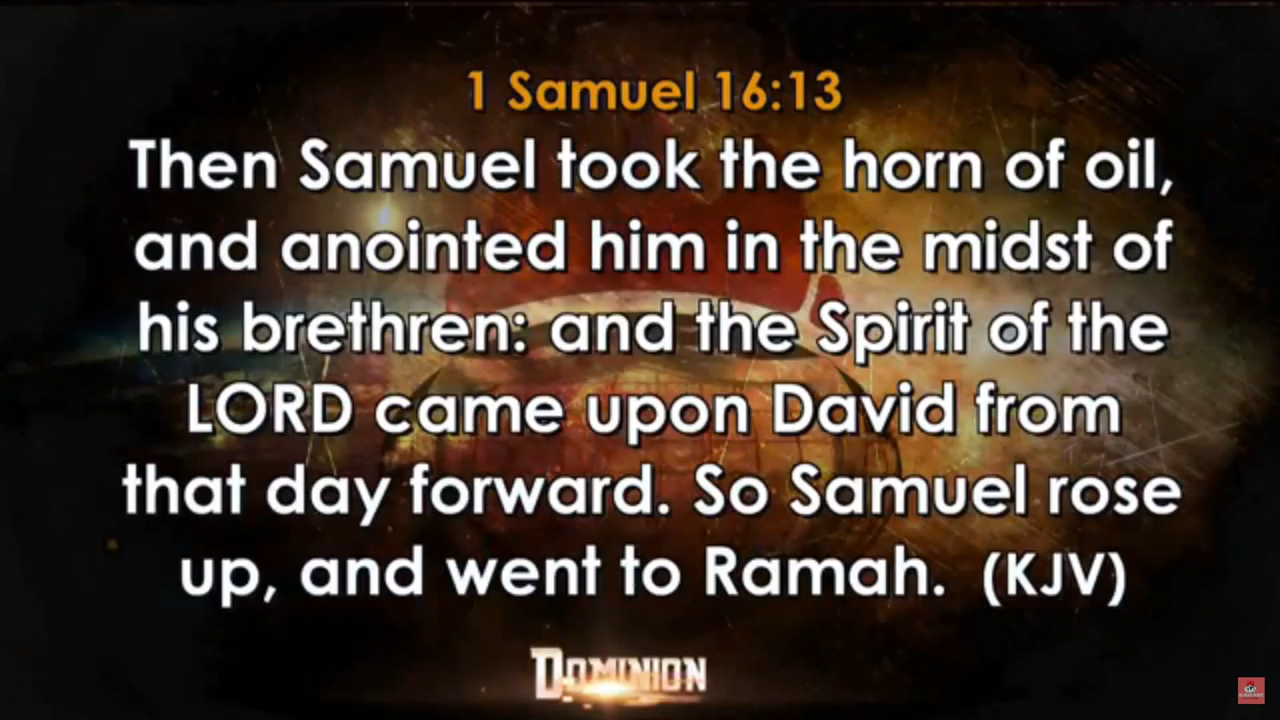 1 Samuel 16:13
Then Samuel took the horn of oil,
and anointed him in the midst of
his brethren: and the Spirit of the
LORD came upon David from
that day forward. So Samuel rose
up, and went to Ramah. (KJV)
DOMINION